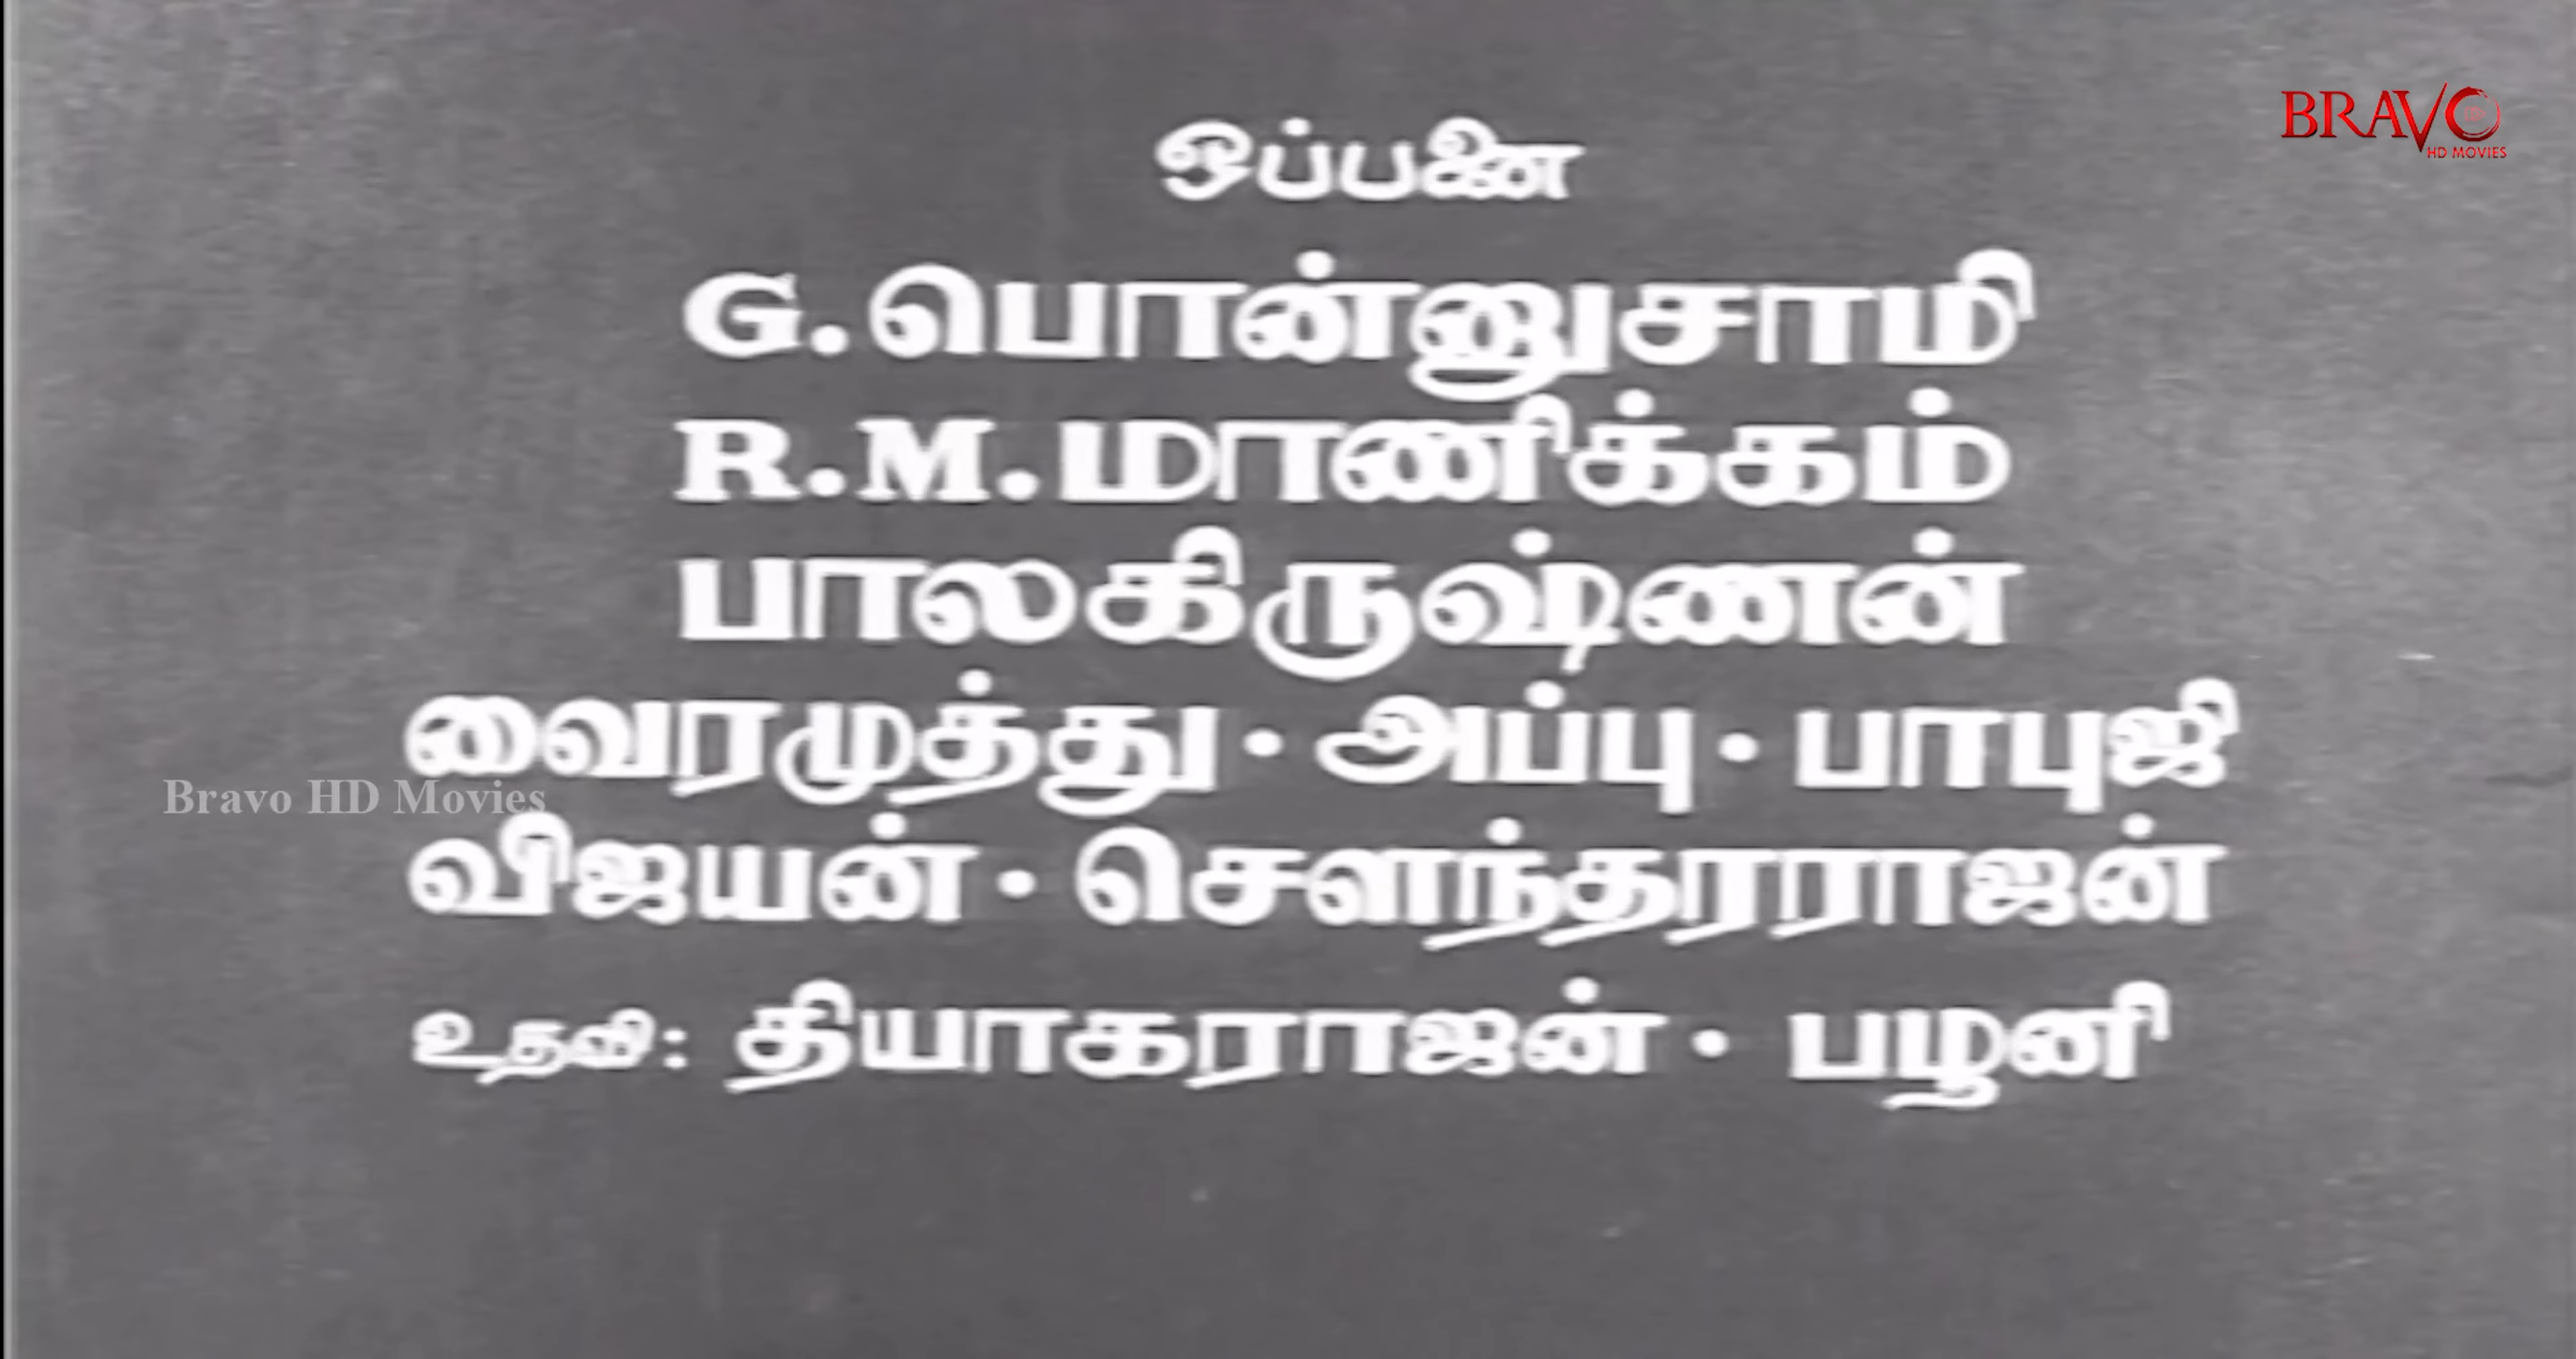 BRAVO
HD MOVIES
ஒப்பனை
G. பொன்னுசாமி
R.M. மாணிக்கம்
பாலகிருஷ்ணன்
வைரமுத்து • அப்பு • பாபுஜி
Bravo HD Movies
விஜயன் • சௌந்தரராஜன்
உதவி: தியாகராஜன் • பழனி